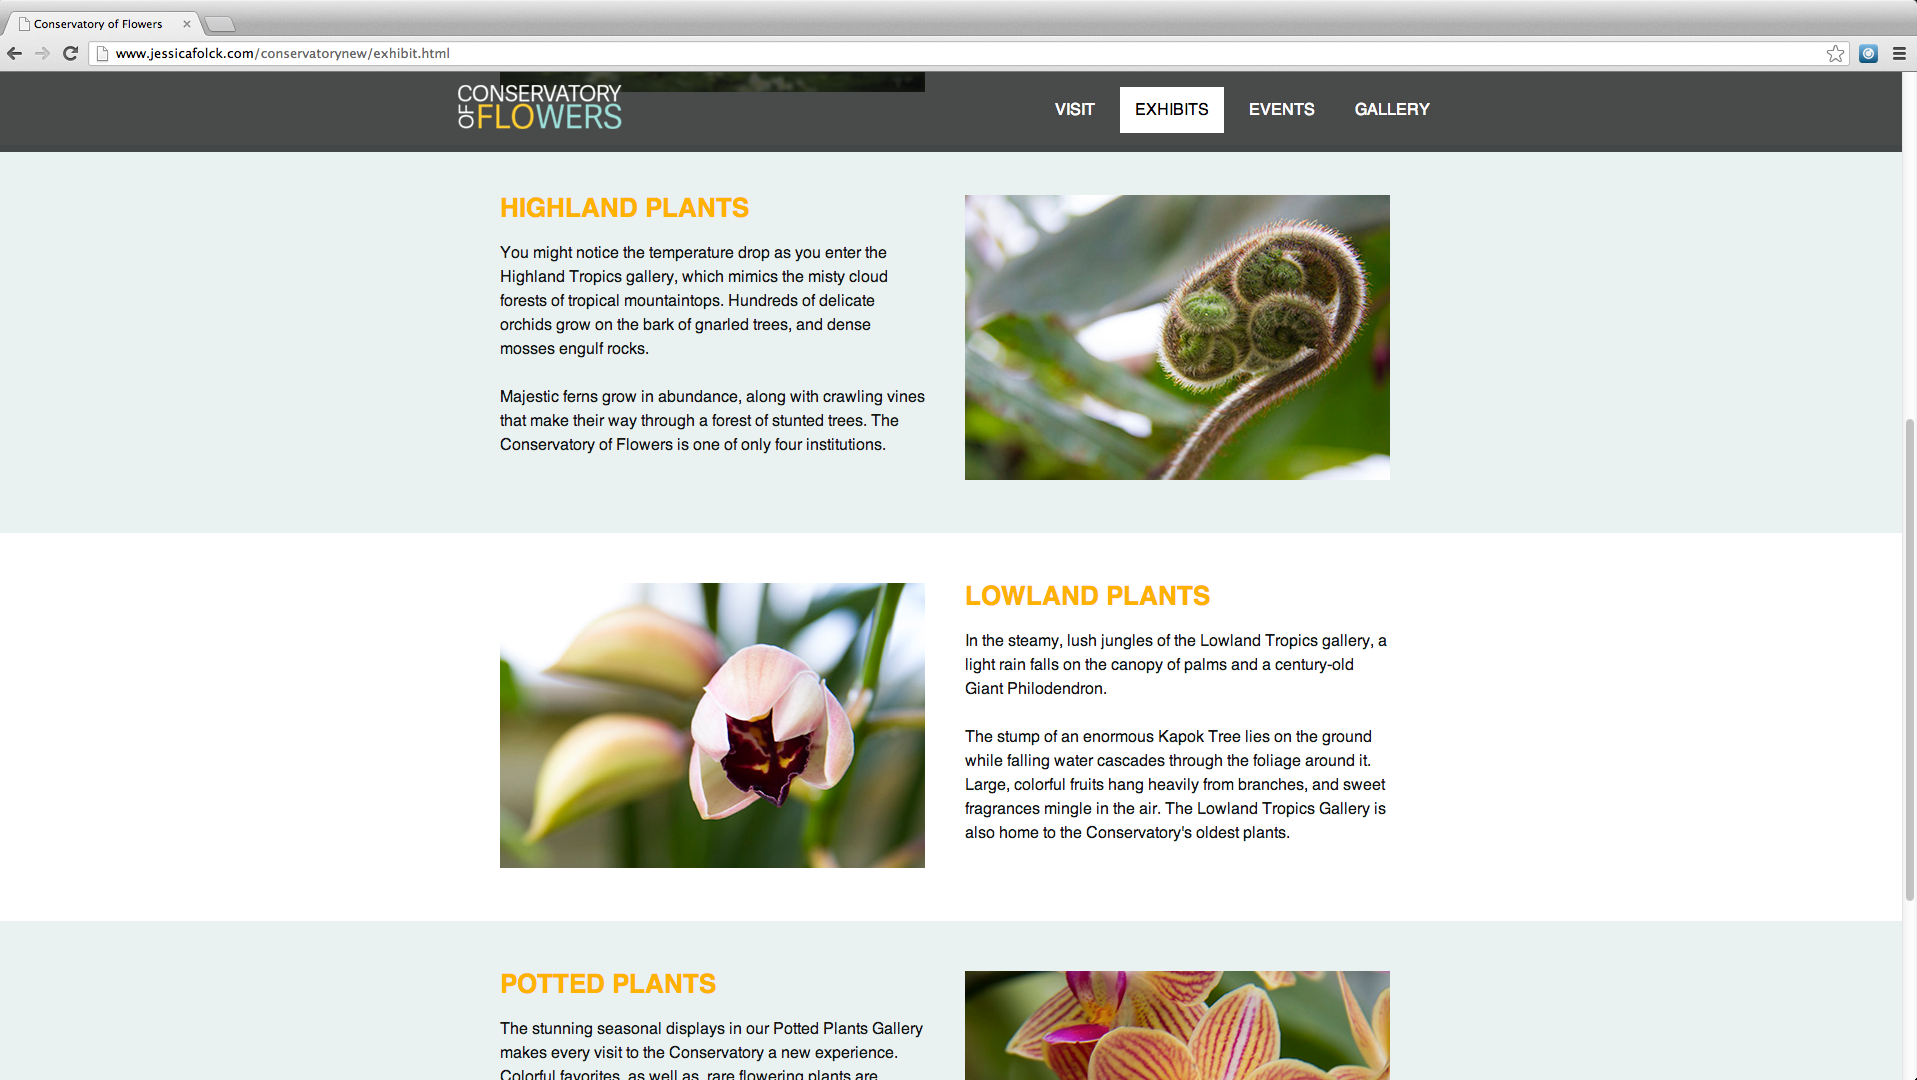 Conservatory of Flowers
www.jessicafolck.com/conservatorynew/exhibit.html
CONSERVATORY
OF FLOWERS
VISIT EXHIBITS EVENTS GALLERY
HIGHLAND PLANTS
You might notice the temperature drop as you enter the
Highland Tropics gallery, which mimics the misty cloud
forests of tropical mountaintops. Hundreds of delicate
orchids grow on the bark of gnarled trees, and dense
mosses engulf rocks.
Majestic ferns grow in abundance, along with crawling vines
that make their way through a forest of stunted trees. The
Conservatory of Flowers is one of only four institutions.
LOWLAND PLANTS
In the steamy, lush jungles of the Lowland Tropics gallery, a
light rain falls on the canopy of palms and a century-old
Giant Philodendron.
The stump of an enormous Kapok Tree lies on the ground
while falling water cascades through the foliage around it.
Large, colorful fruits hang heavily from branches, and sweet
fragrances mingle in the air. The Lowland Tropics Gallery is
also home to the Conservatory's oldest plants.
POTTED PLANTS
The stunning seasonal displays in our Potted Plants Gallery
makes every visit to the Conservatory a new experience.
Colorful favorites, as well as, rare flowering plants are